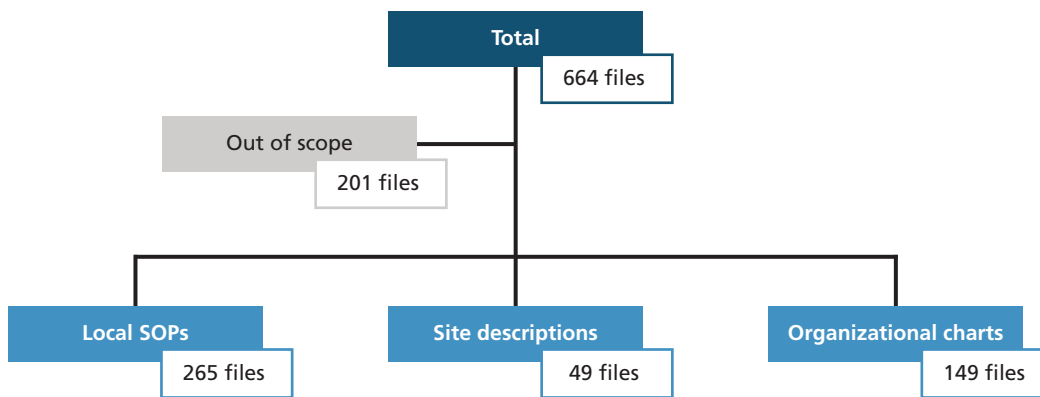 Total
664 files
Out of scope
201 files
Local SOPs
265 files
Site descriptions
49 files
Organizational charts
149 files